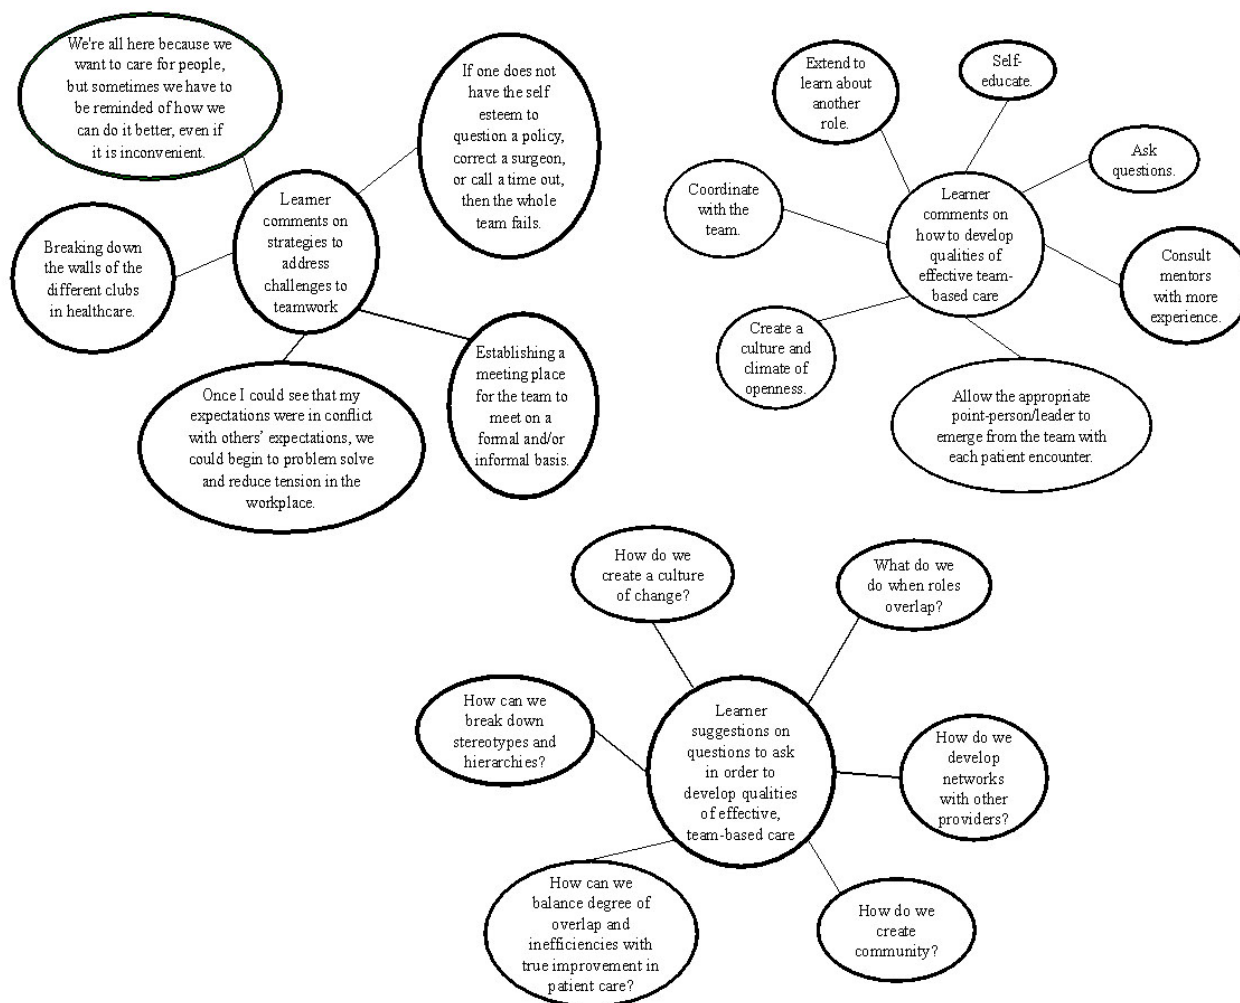 We're all here because we
want to care for people,
but sometimes we have to
be reminded of how we
can do it better, even if
it is inconvenient.
If one does not
have the self
esteem to
question a policy,
correct a surgeon,
or call a time out,
then the whole
team fails.
Learner
comments on
strategies to
address
challenges to
teamwork
Breaking down
the walls of the
different clubs
in healthcare.
Once I could see that my
expectations were in conflict
with others' expectations, we
could begin to problem solve
and reduce tension in the
workplace.
Establishing a
meeting place
for the team to
meet on a
formal and/or
informal basis.
Extend to
learn about
another
role.
Self-
educate.
Ask
questions.
Coordinate
with the
team.
Learner
comments on
how to develop
qualities of
effective team-
based care
Consult
mentors
with more
experience.
Create a
culture and
climate of
openness.
Allow the appropriate
point-person/leader to
emerge from the team with
each patient encounter.
How do we
create a culture
of change?
What do we
do when roles
overlap?
How can we
break down
stereotypes and
hierarchies?
Learner
suggestions on
questions to ask
in order to
develop qualities
of effective,
team-based care
How do we
develop
networks
with other
providers?
How can we
balance degree of
overlap and
inefficiencies with
true improvement in
patient care?
How do we
create
community?